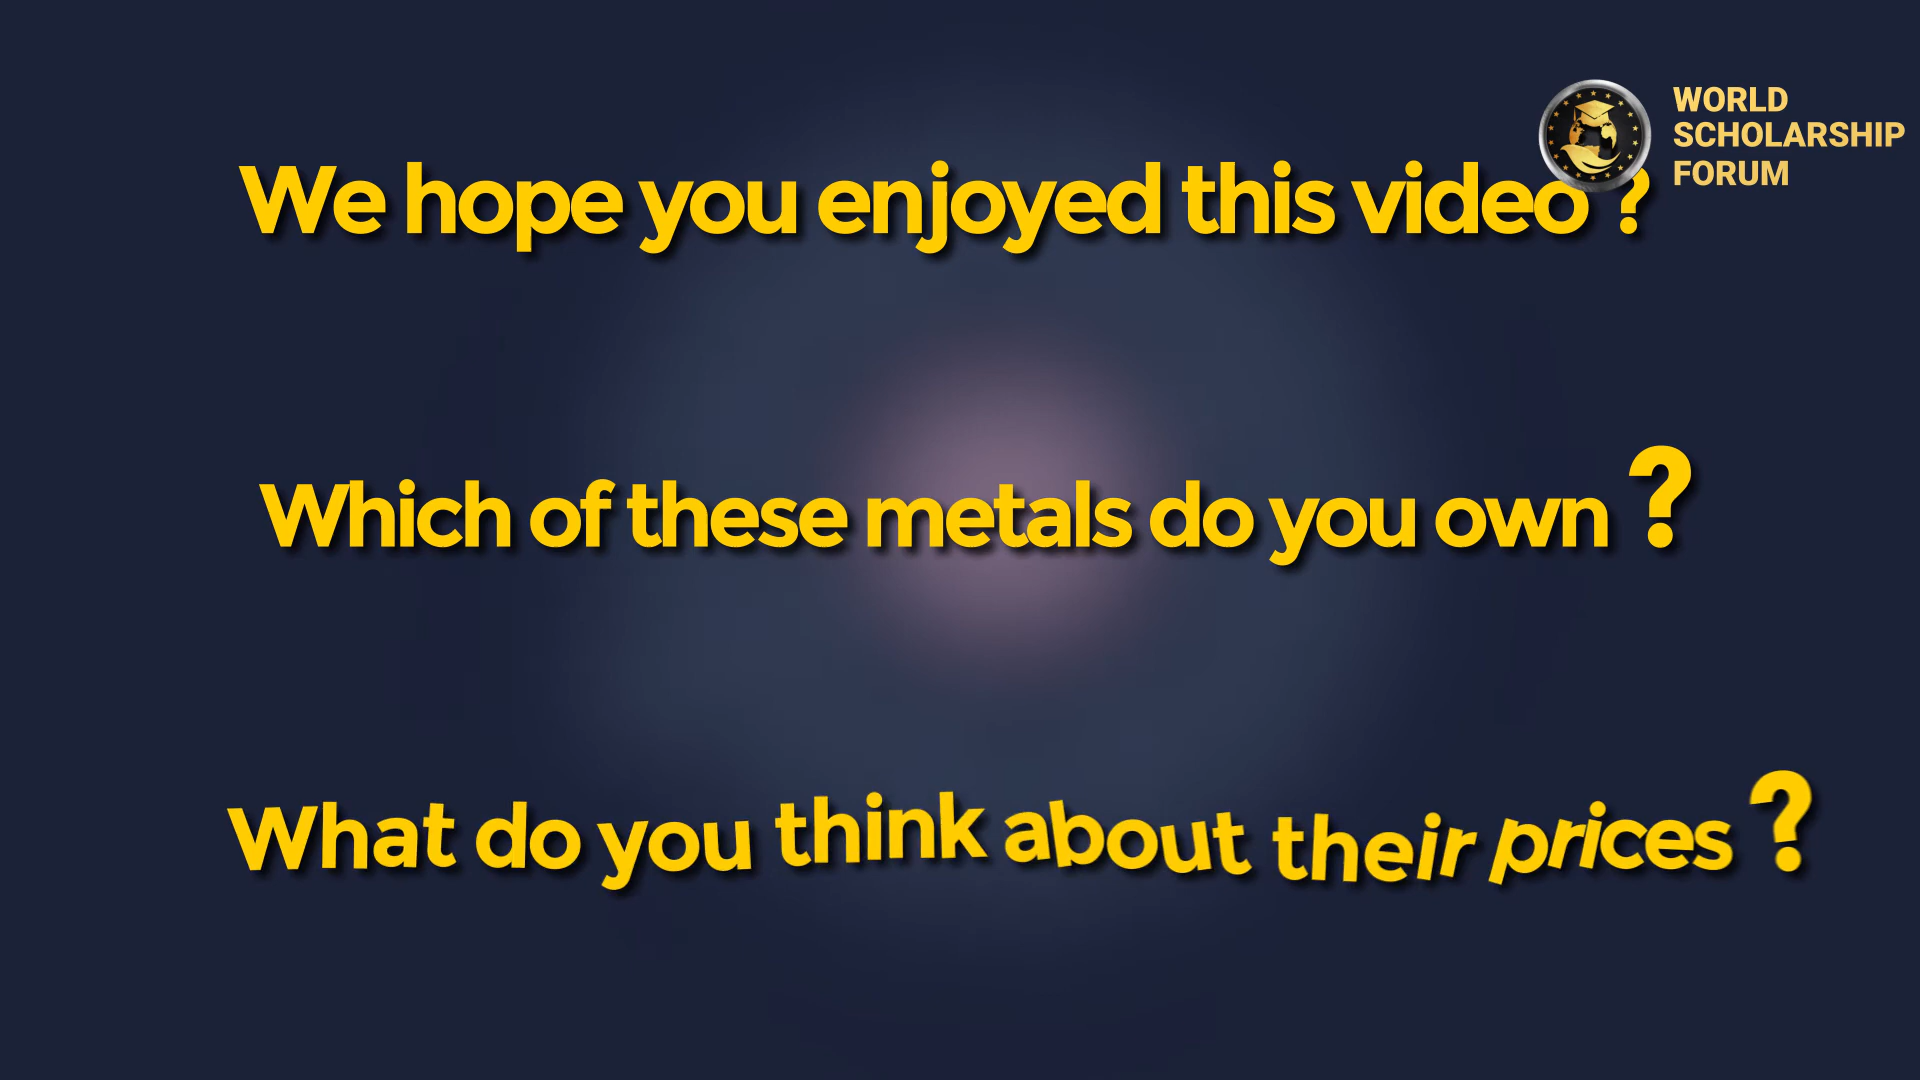 WORLD
SCHOLARSHIP
FORUM
We hope you enjoyed this video ?
Which of these metals do you own ?
What do you think about their prices ?